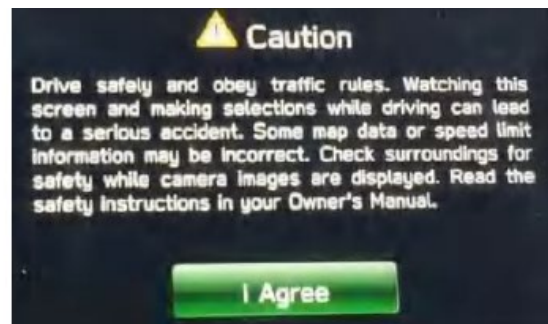 Caution
Drive safely and obey traffic rules. Watching this
screen and making selections while driving can lead
to a serious accident. Some map data or speed limit
information may be incorrect. Check surroundings for
safety while camera images are displayed. Read the
safety instructions in your Owner's Manual.
I Agree